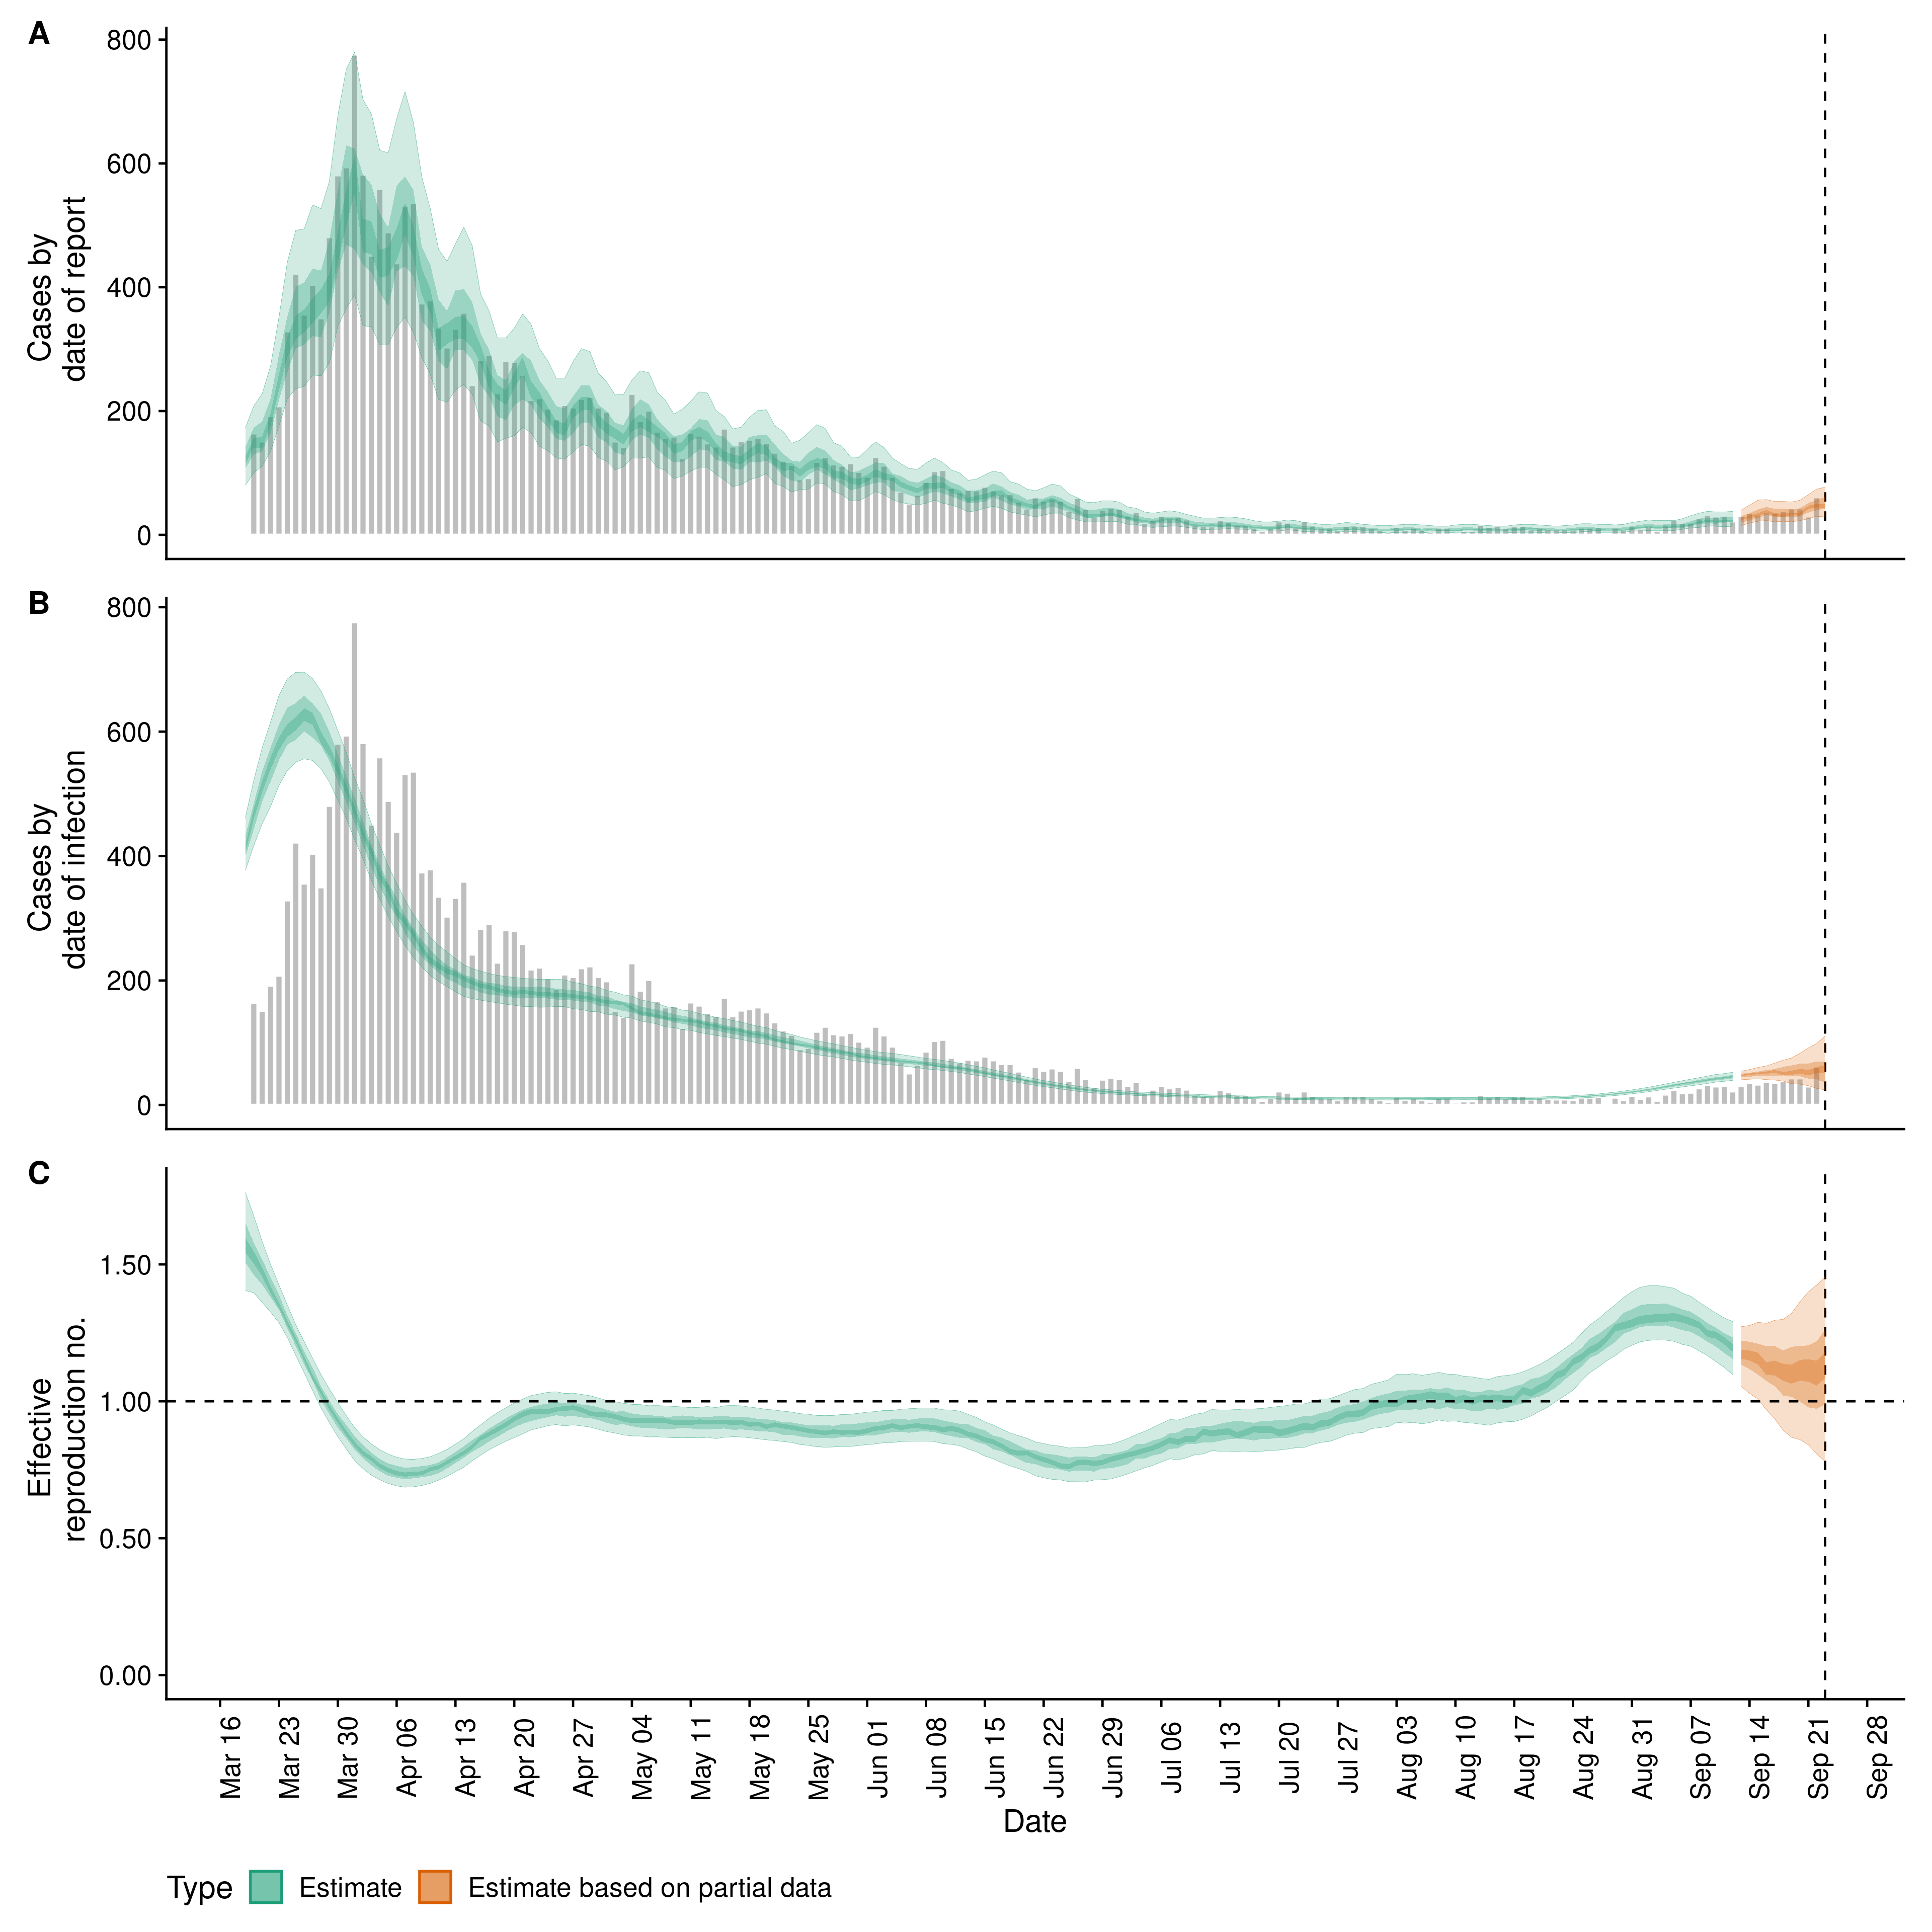 A
800
600
400
200
0
Cases by
date of report
B
800
600
400
200
0
Cases by
date of infection
C
1.50
1.00
0.50
0.00
Effective
reproduction no.
Mar 16
Mar 23
Mar 30
Apr 06
Apr 13
Apr 20
Apr 27
May 04
May 11
May 18
May 25
Jun 01
Jun 08
Jun 15
Jun 22
Jun 29
Jul 06
Jul 13
Jul 20
Jul 27
Aug 03
Aug 10
Aug 17
Aug 24
Aug 31
Sep 07
Sep 14
Sep 21
Sep 28
Date
Type Estimate Estimate based on partial data